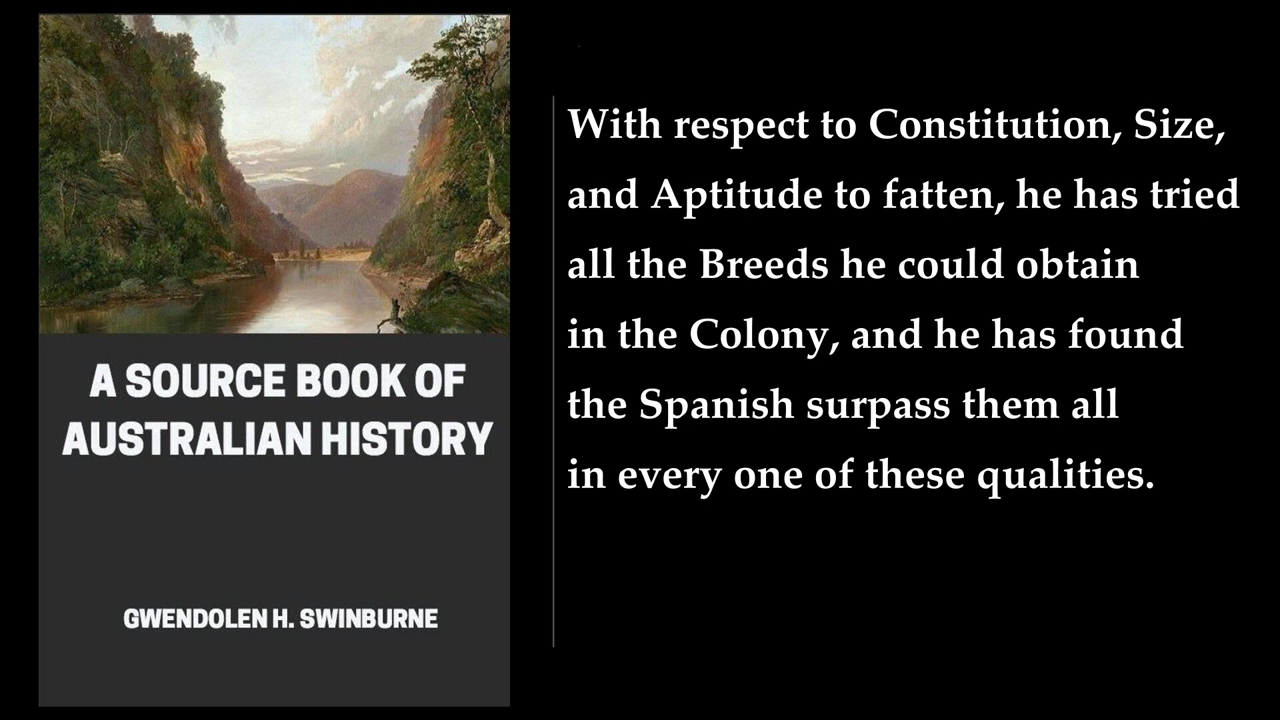 A SOURCE BOOK OF
AUSTRALIAN HISTORY
GWENDOLEN H. SWINBURNE
With respect to Constitution, Size,
and Aptitude to fatten, he has tried
all the Breeds he could obtain
in the Colony, and he has found
the Spanish surpass them all
in every one of these qualities.